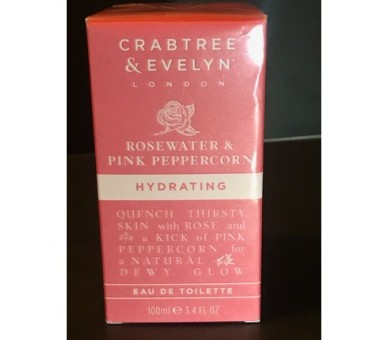 CRABTREE
& EVELYN
LONDON
ROSEWATER &
PINK PEPPERCORN
HYDRATING
QUENCH THIRSTY
SKIN with ROSE and
a KICK of PINK
PEPPERCORN for
a NATURAL
DEWY GLOW
EAU DE TOILETTE
100ml ℮ 3.4 FL OZ